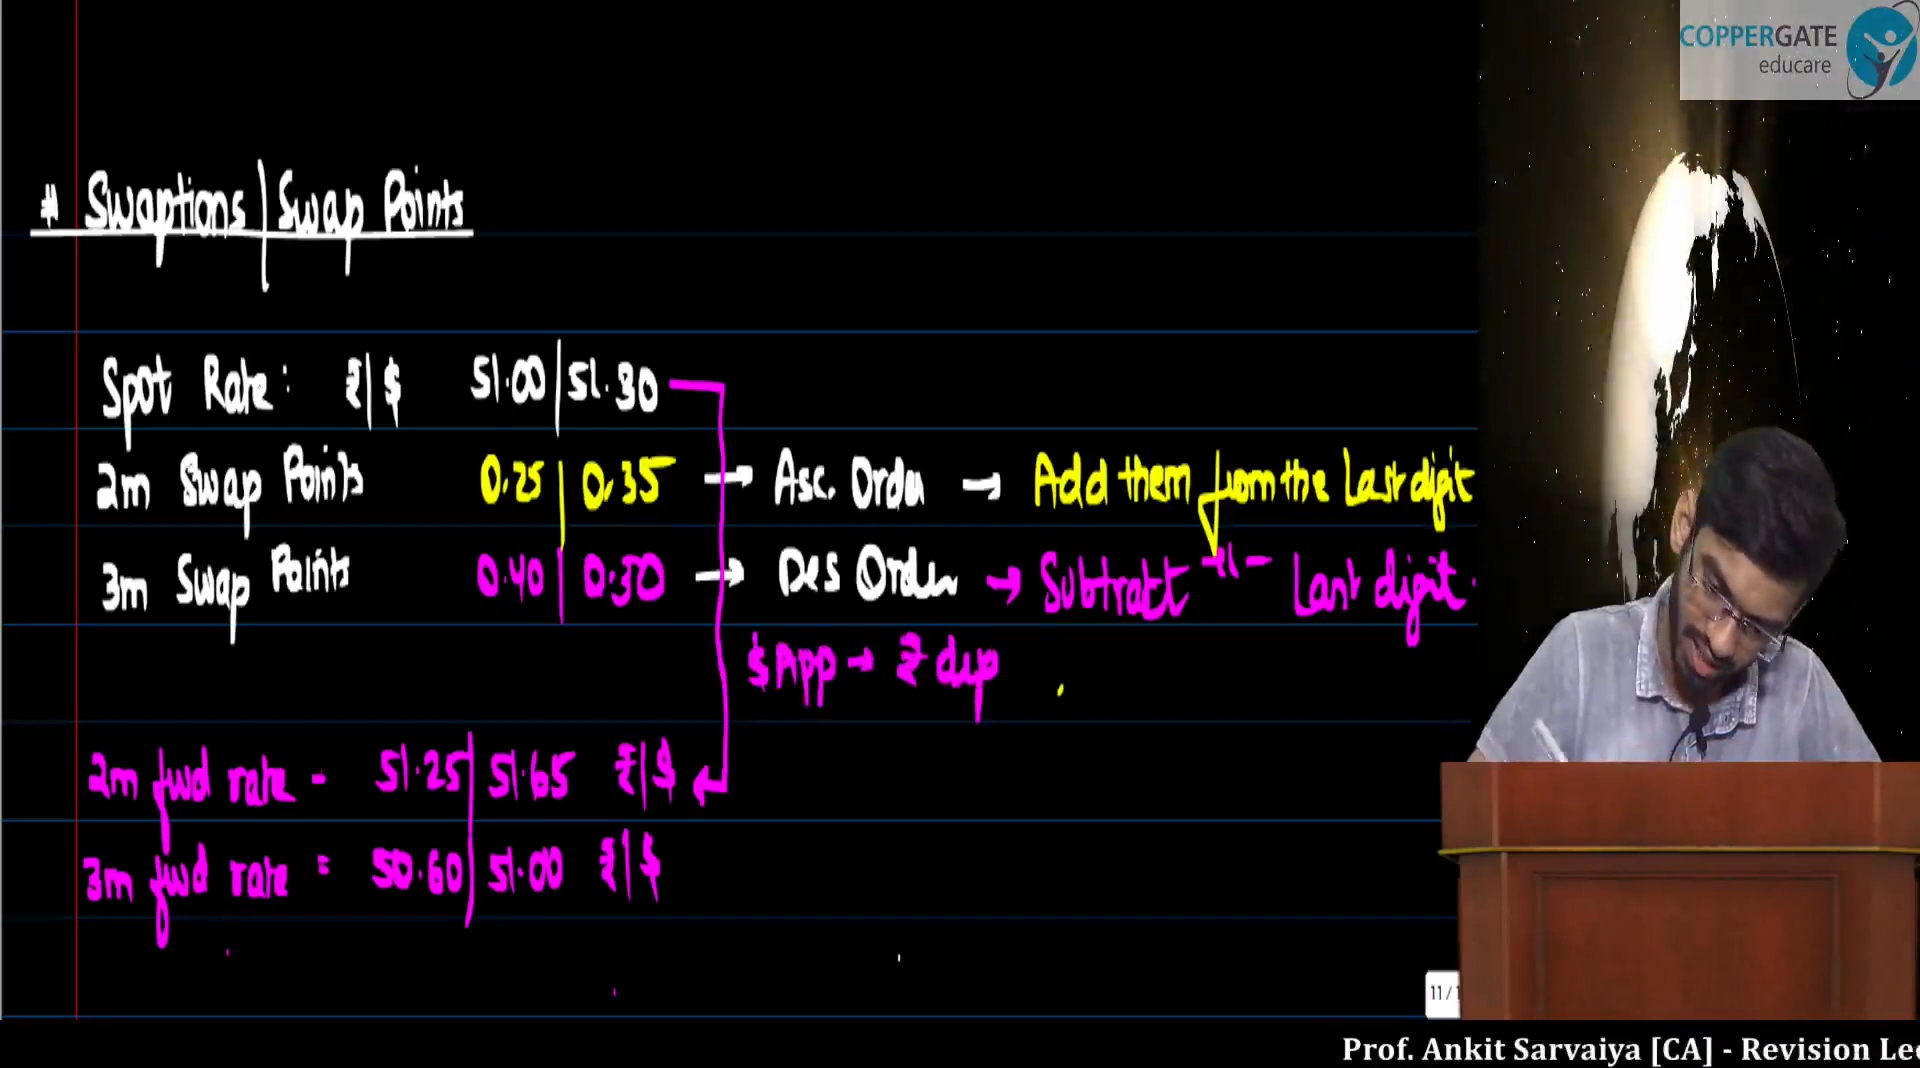 COPPERGATE
educare
# Swaptions | Swap Points
Spot Rate: ₹|$ 51.00 | 51.30
2m Swap Points 0.25 | 0.35 → Asc. Order → Add them from the Last digit
3m Swap Points 0.40 | 0.30 → Des Order → Subtract -"- Last digit.
$ App → ₹ dep
2m fwd rate - 51.25 | 51.65 ₹|$
3m fwd rate = 50.60 | 51.00 ₹|$
11/1
Prof. Ankit Sarvaiya [CA] - Revision Lec